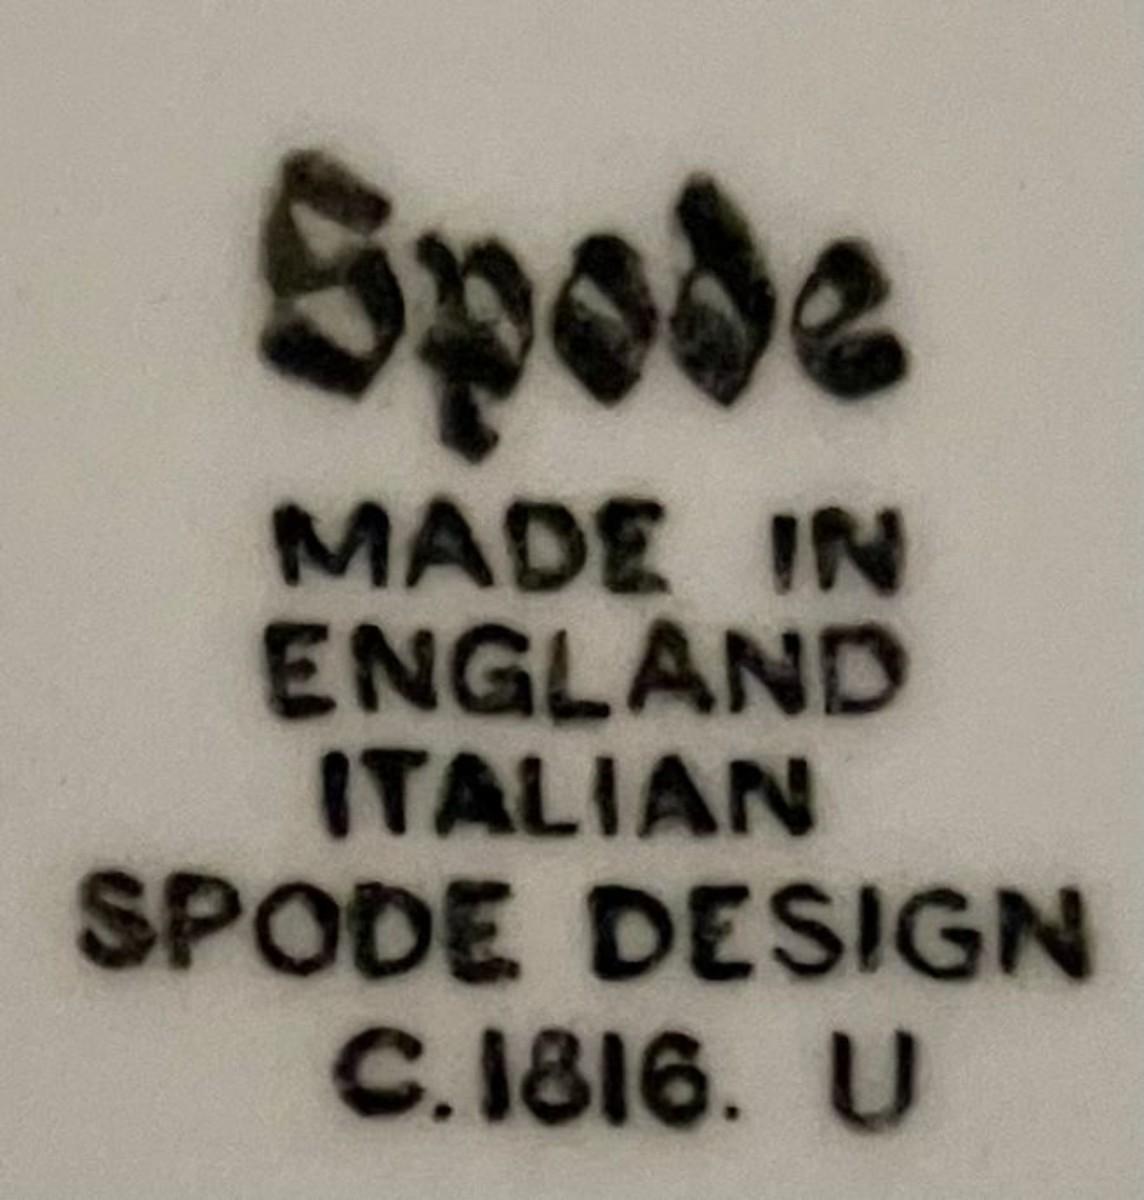 Spode
MADE IN
ENGLAND
ITALIAN
SPODE DESIGN
C.1816. U